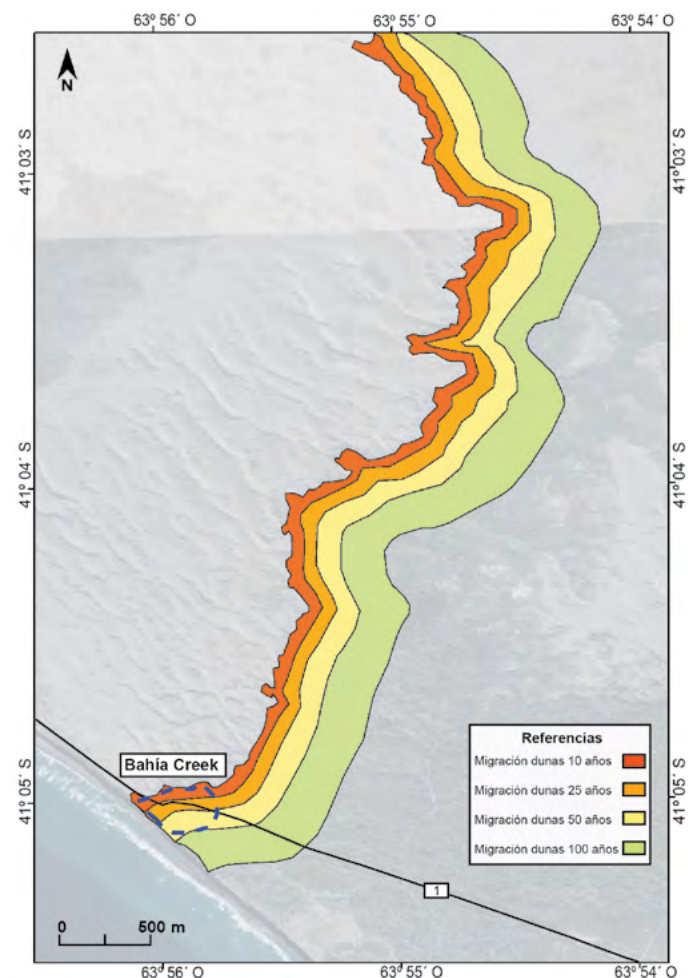 63º 56´ O
63º 55´ O
63º 54´ O
N
41º 03´ S
41º 03´ S
41º 04´ S
41º 04´ S
Referencias
Migración dunas 10 años
Migración dunas 25 años
Migración dunas 50 años
Migración dunas 100 años
Bahía Creek
41º 05´ S
41º 05´ S
1
0 500 m
63º 56´ O
63º 55´ O
63º 54´ O